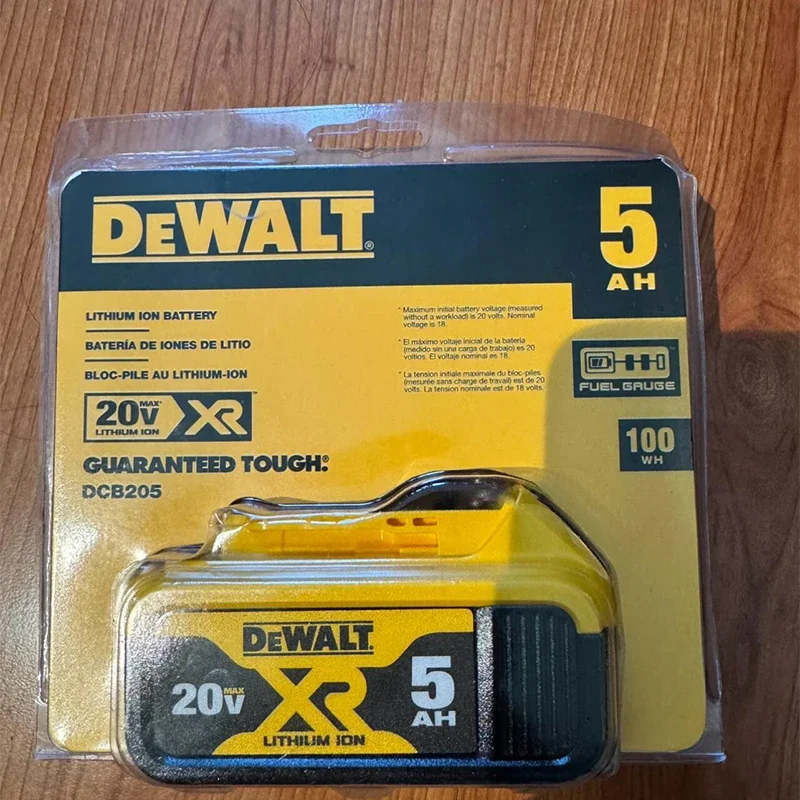 DEWALT®
5
AH
LITHIUM ION BATTERY
BATERÍA DE IONES DE LITIO
BLOC-PILE AU LITHIUM-ION
* Maximum initial battery voltage (measured
without a workload) is 20 volts. Nominal
voltage is 18.
* El máximo voltaje inicial de la batería
(medido sin una carga de trabajo) es 20
voltios. El voltaje nominal es 18.
* La tension initiale maximale du bloc-piles
(mesurée sans charge de travail) est de 20
volts. La tension nominale est de 18 volts.
20V MAX* XR
LITHIUM ION
FUEL GAUGE™
100
WH
GUARANTEED TOUGH.®
DCB205
DEWALT
20V MAX
XR
LITHIUM ION
5
AH